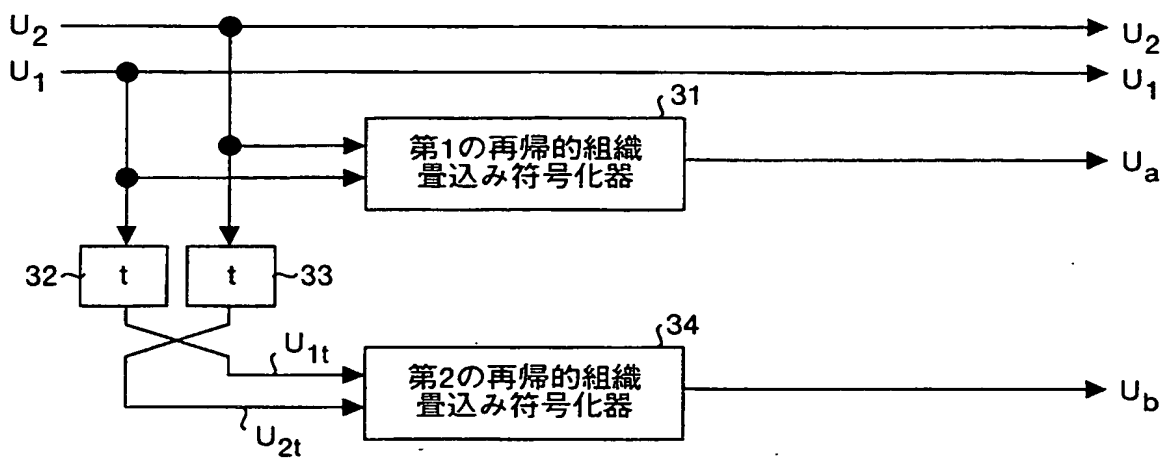 U2
U2
U1
U1
31
第1の再帰的組織
畳込み符号化器
Ua
32
t
t
33
34
U1t
第2の再帰的組織
畳込み符号化器
Ub
U2t